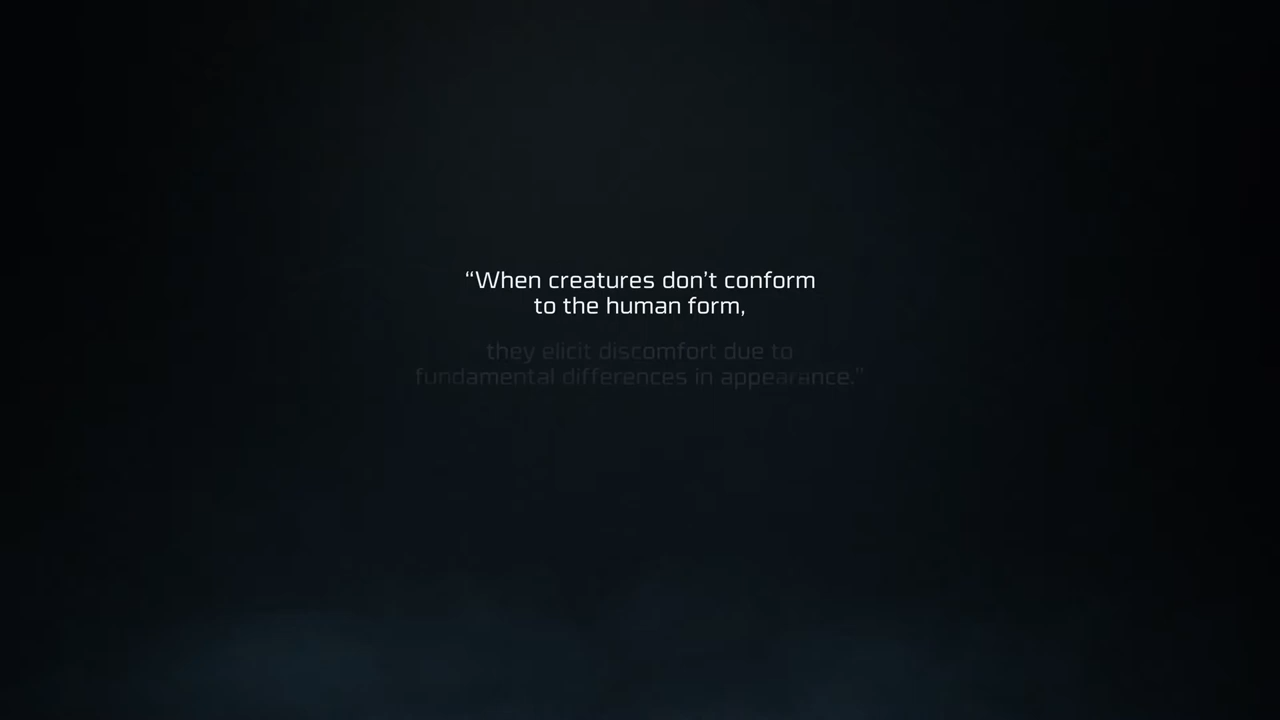 “When creatures don’t conform
to the human form,
they elicit discomfort due to
fundamental differences in appearance.”